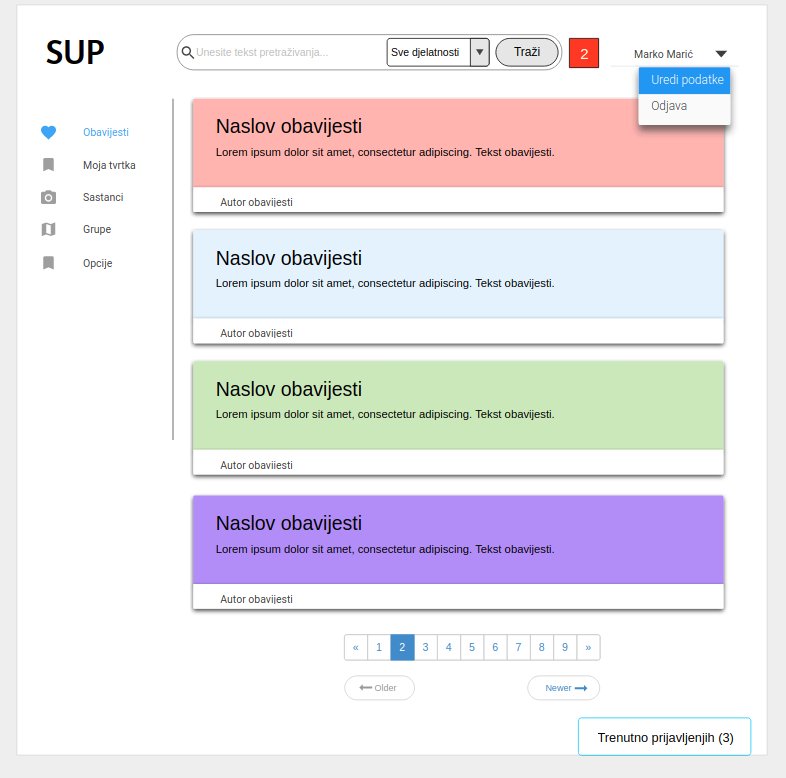 SUP
Unesite tekst pretraživanja...
Sve djelatnosti
Traži
2
Marko Marić
Uredi podatke
Odjava
Obavijesti
Moja tvrtka
Sastanci
Grupe
Opcije
Naslov obavijesti
Lorem ipsum dolor sit amet, consectetur adipiscing. Tekst obavijesti.
Autor obavijesti
Naslov obavijesti
Lorem ipsum dolor sit amet, consectetur adipiscing. Tekst obavijesti.
Autor obavijesti
Naslov obavijesti
Lorem ipsum dolor sit amet, consectetur adipiscing. Tekst obavijesti.
Autor obavijesti
Naslov obavijesti
Lorem ipsum dolor sit amet, consectetur adipiscing. Tekst obavijesti.
Autor obavijesti
« 1 2 3 4 5 6 7 8 9 »
Older
Newer
Trenutno prijavljenjih (3)